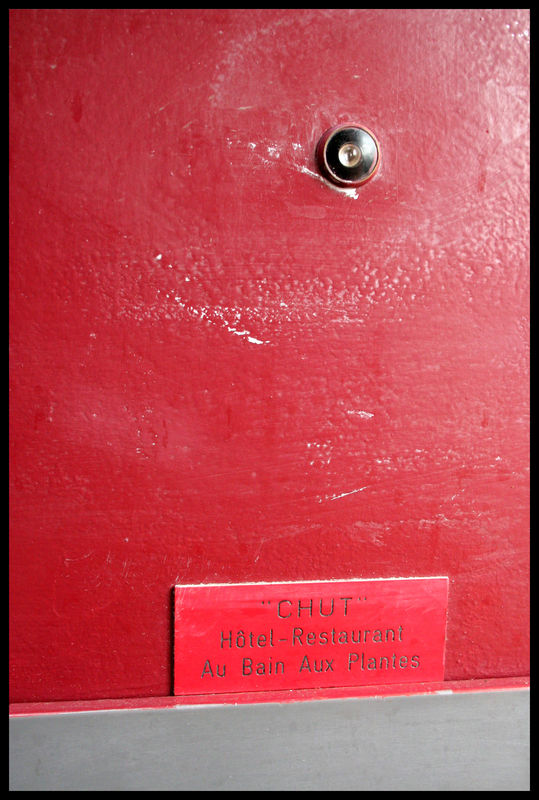 "CHUT"
Hôtel-Restaurant
Au Bain Aux Plantes